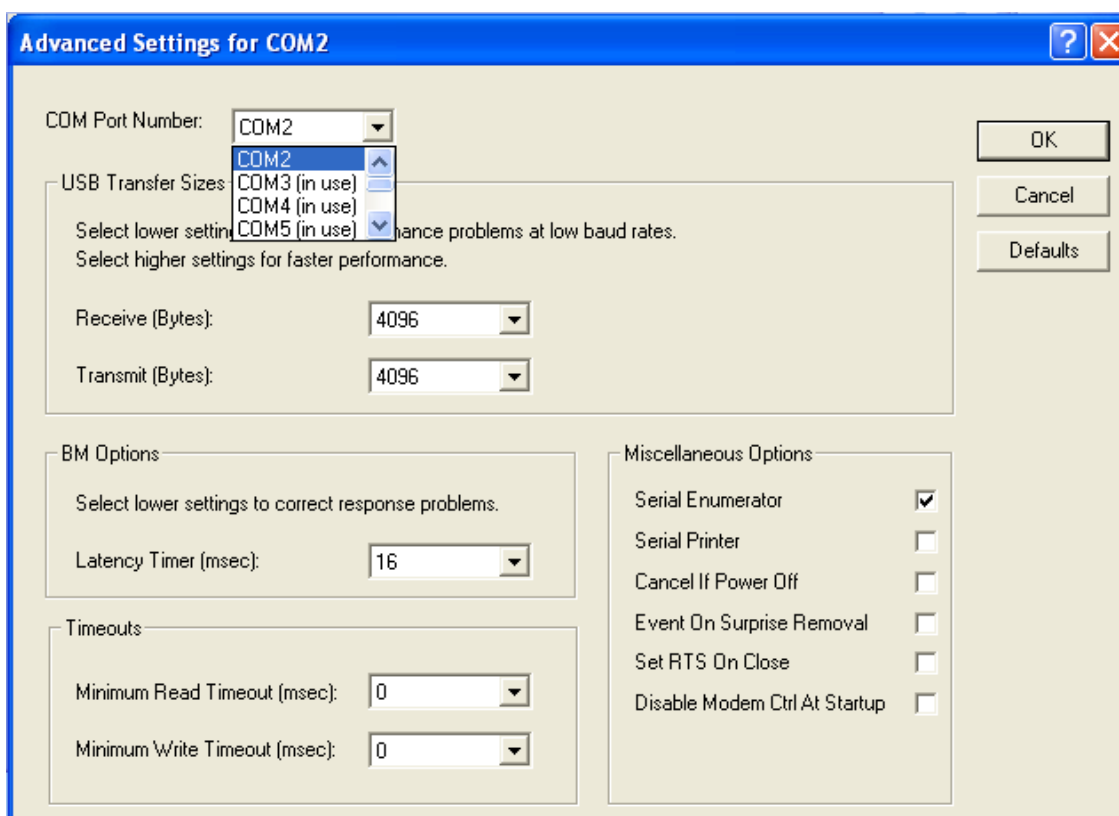 Advanced Settings for COM2
COM Port Number:
COM2
COM2
COM3 (in use)
COM4 (in use)
COM5 (in use)
OK
Cancel
Defaults
USB Transfer Sizes
Select lower mance problems at low baud rates.
Select higher settings for faster performance.
Receive (Bytes):
4096
Transmit (Bytes):
4096
BM Options
Select lower settings to correct response problems.
Latency Timer (msec):
16
Timeouts
Minimum Read Timeout (msec):
0
Minimum Write Timeout (msec):
0
Miscellaneous Options
Serial Enumerator
Serial Printer
Cancel If Power Off
Event On Surprise Removal
Set RTS On Close
Disable Modem Ctrl At Startup